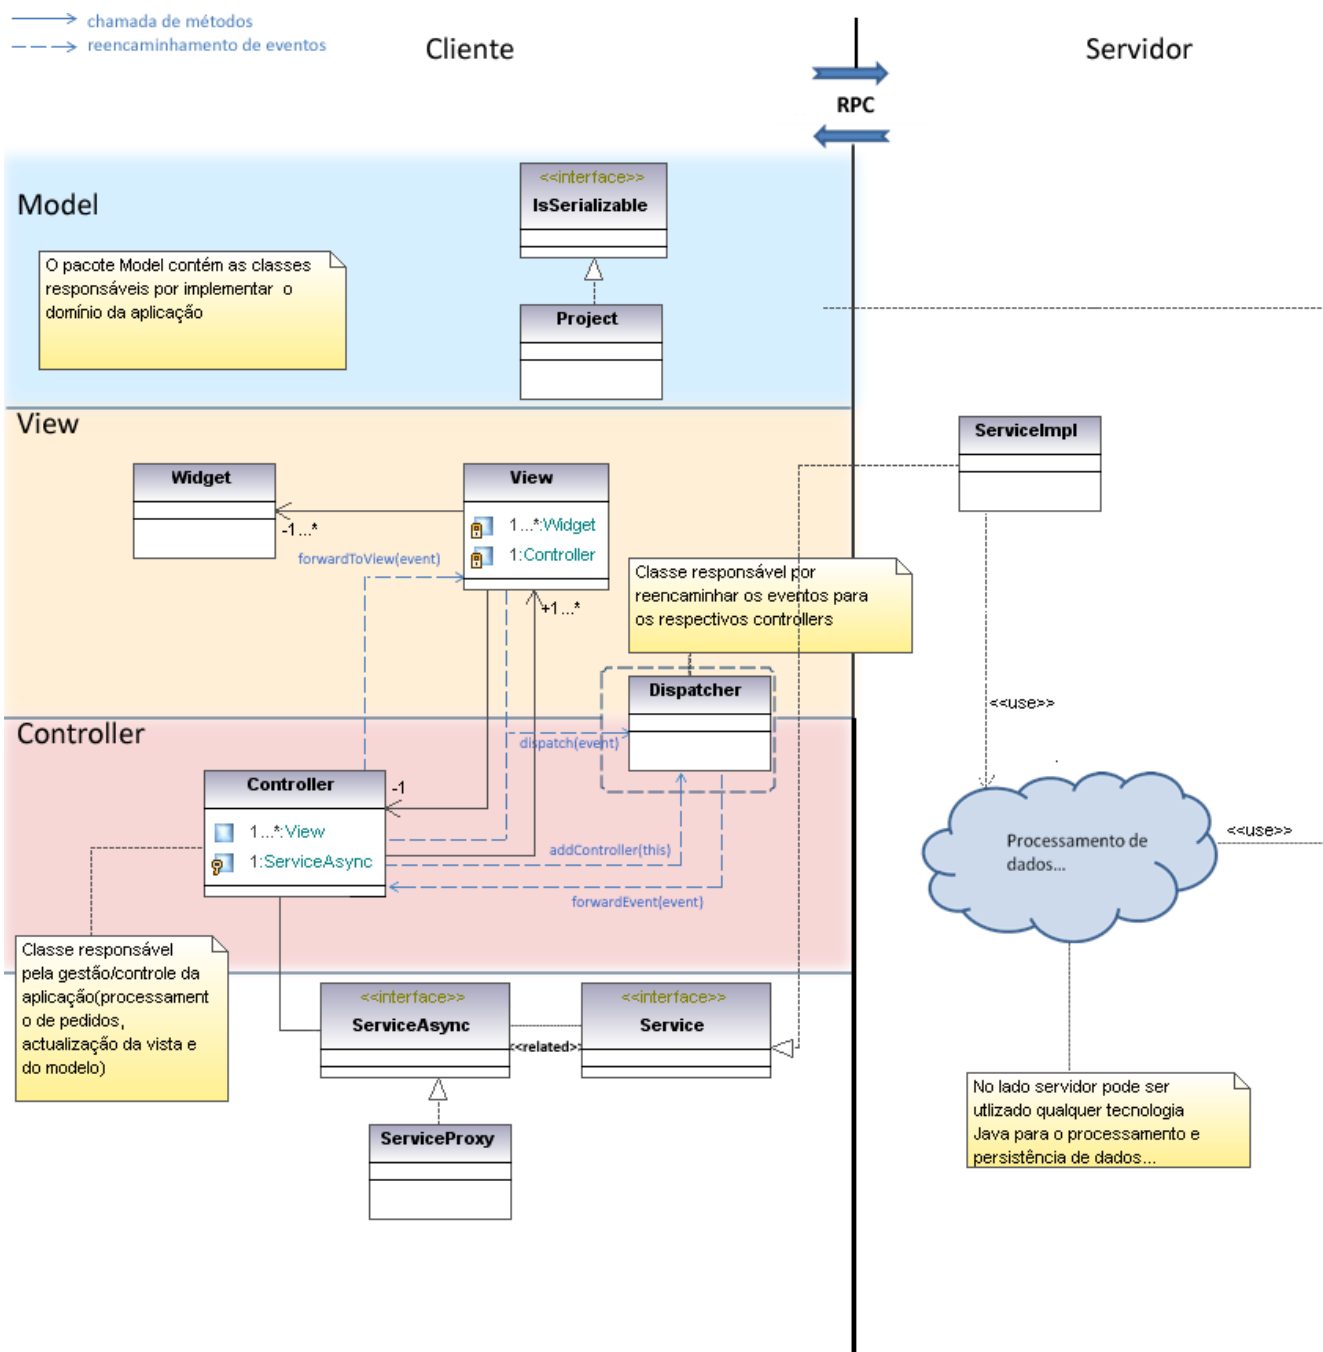 chamada de métodos
reencaminhamento de eventos
Cliente
Servidor
RPC
Model
<<interface>>
IsSerializable
O pacote Model contém as classes
responsáveis por implementar o
domínio da aplicação
Project
View
ServiceImpl
Widget
View
1...*:Widget
1:Controller
-1...*
forwardToView(event)
+1...*
Classe responsável por
reencaminhar os eventos para
os respectivos controllers
Dispatcher
<<use>>
Controller
dispatch(event)
Controller
-1
1...*:View
1:ServiceAsync
addController(this)
forwardEvent(event)
Processamento de
dados...
<<use>>
Classe responsável
pela gestão/controle da
aplicação(processament
o de pedidos,
actualização da vista e
do modelo)
<<interface>>
ServiceAsync
<<related>>
<<interface>>
Service
ServiceProxy
No lado servidor pode ser
utlizado qualquer tecnologia
Java para o processamento e
persistência de dados...